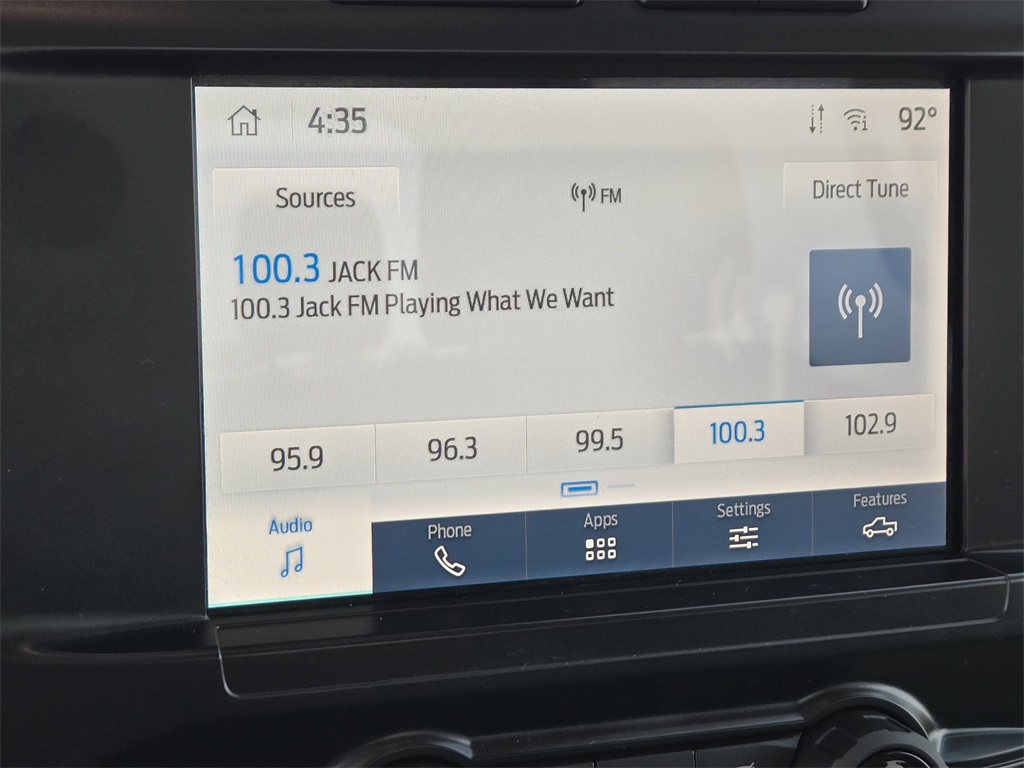 4:35
92°
Sources
FM
Direct Tune
100.3 JACK FM
100.3 Jack FM Playing What We Want
95.9
96.3
99.5
100.3
102.9
Audio
Phone
Apps
Settings
Features